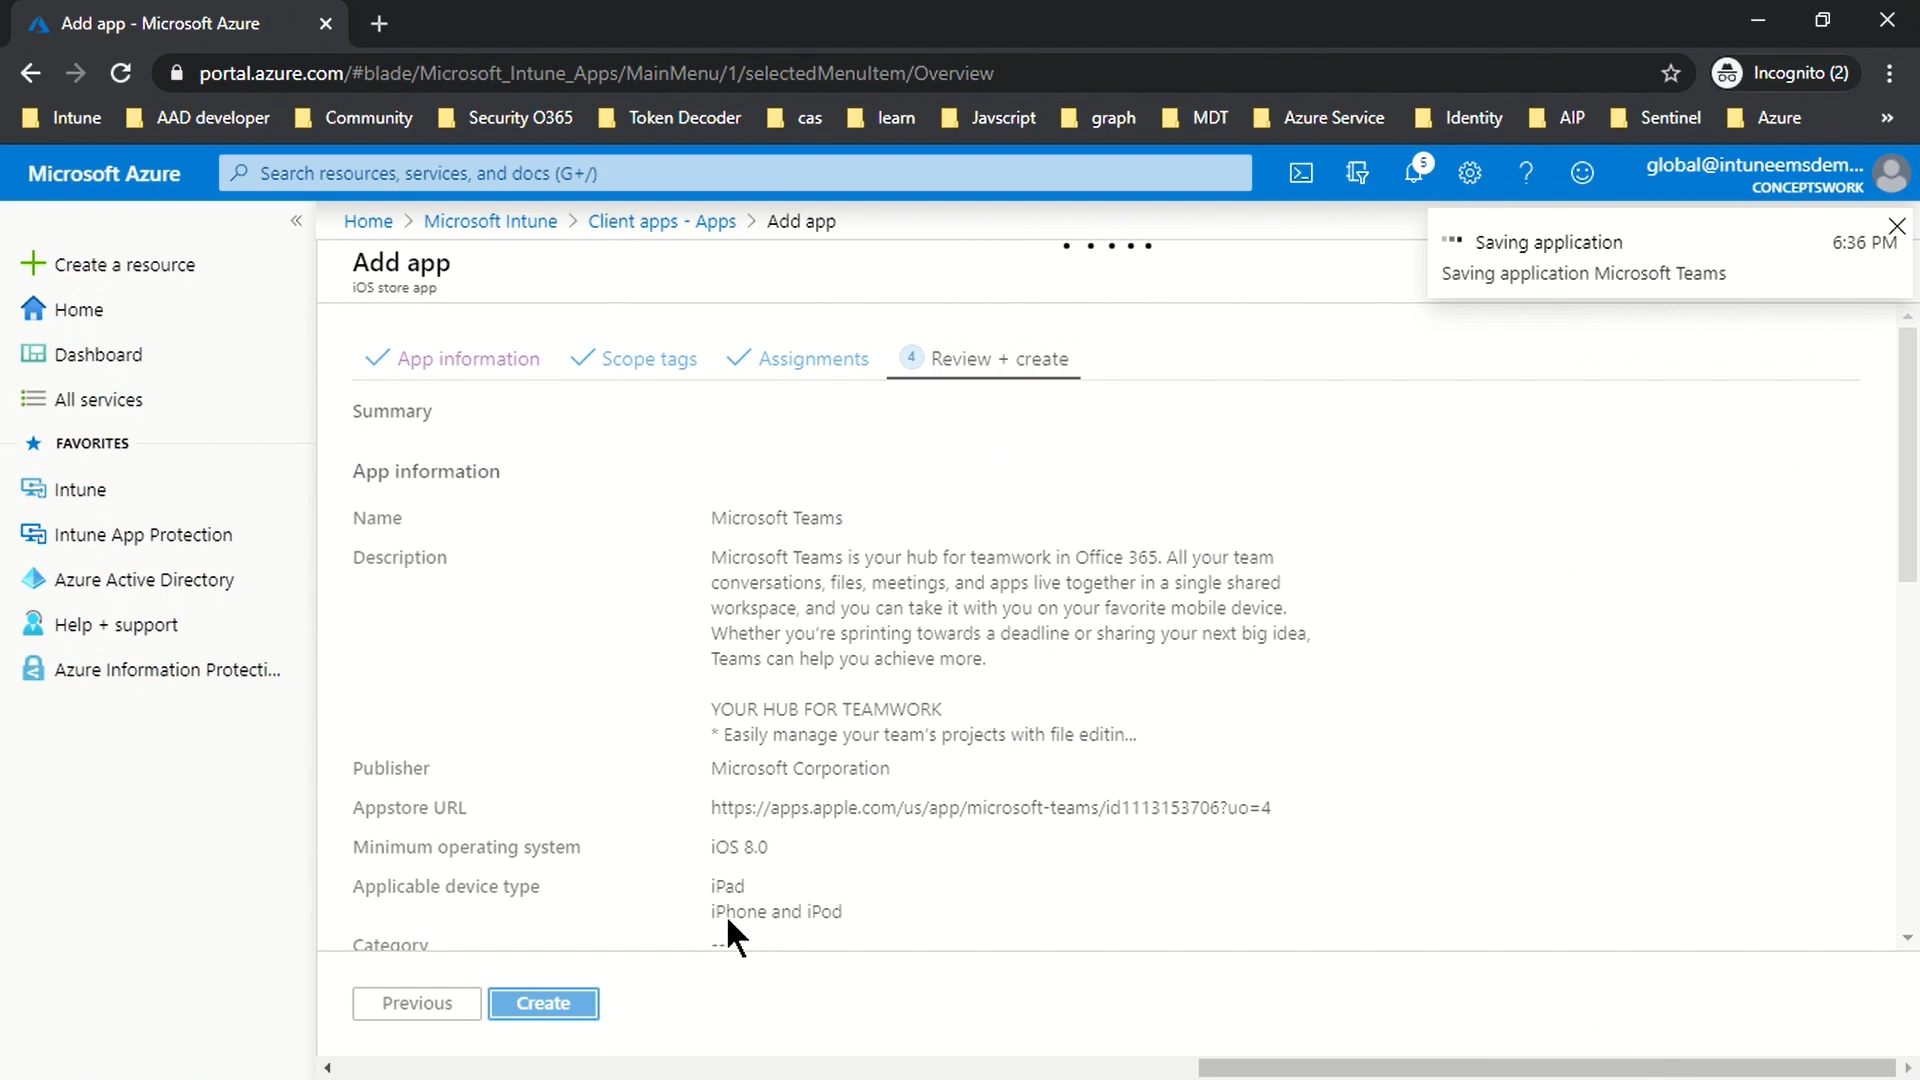 Add app - Microsoft Azure
portal.azure.com/#blade/Microsoft_Intune_Apps/MainMenu/1/selectedMenuItem/Overview
Incognito (2)
Intune AAD developer Community Security O365 Token Decoder cas learn Javscript graph MDT Azure Service Identity AIP Sentinel Azure »
Microsoft Azure
Search resources, services, and docs (G+/)
5
global@intuneemsdem...
CONCEPTSWORK
«
Home > Microsoft Intune > Client apps - Apps > Add app
Saving application 6:36 PM
Saving application Microsoft Teams
Create a resource
Home
Dashboard
All services
FAVORITES
Intune
Intune App Protection
Azure Active Directory
Help + support
Azure Information Protecti...
Add app
iOS store app
App information Scope tags Assignments 4 Review + create
Summary
App information
Name Microsoft Teams
Description Microsoft Teams is your hub for teamwork in Office 365. All your team
conversations, files, meetings, and apps live together in a single shared
workspace, and you can take it with you on your favorite mobile device.
Whether you're sprinting towards a deadline or sharing your next big idea,
Teams can help you achieve more.
YOUR HUB FOR TEAMWORK
* Easily manage your team's projects with file editin...
Publisher Microsoft Corporation
Appstore URL https://apps.apple.com/us/app/microsoft-teams/id1113153706?uo=4
Minimum operating system iOS 8.0
Applicable device type iPad
iPhone and iPod
Category --
Previous Create